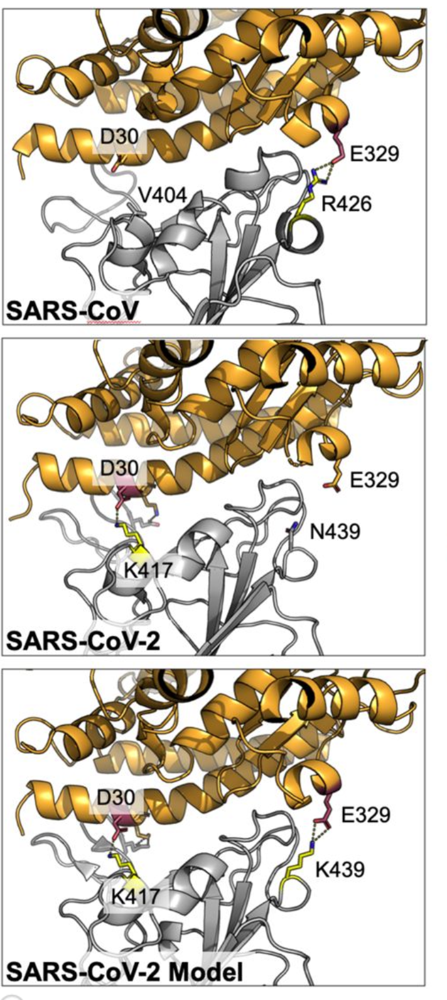 D30
E329
V404
R426
SARS-CoV
D30
E329
N439
K417
SARS-CoV-2
D30
E329
K439
K417
SARS-CoV-2 Model